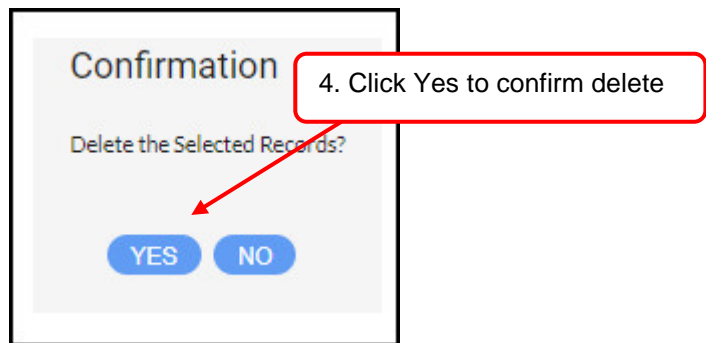 Confirmation
4. Click Yes to confirm delete
Delete the Selected Records?
YES NO